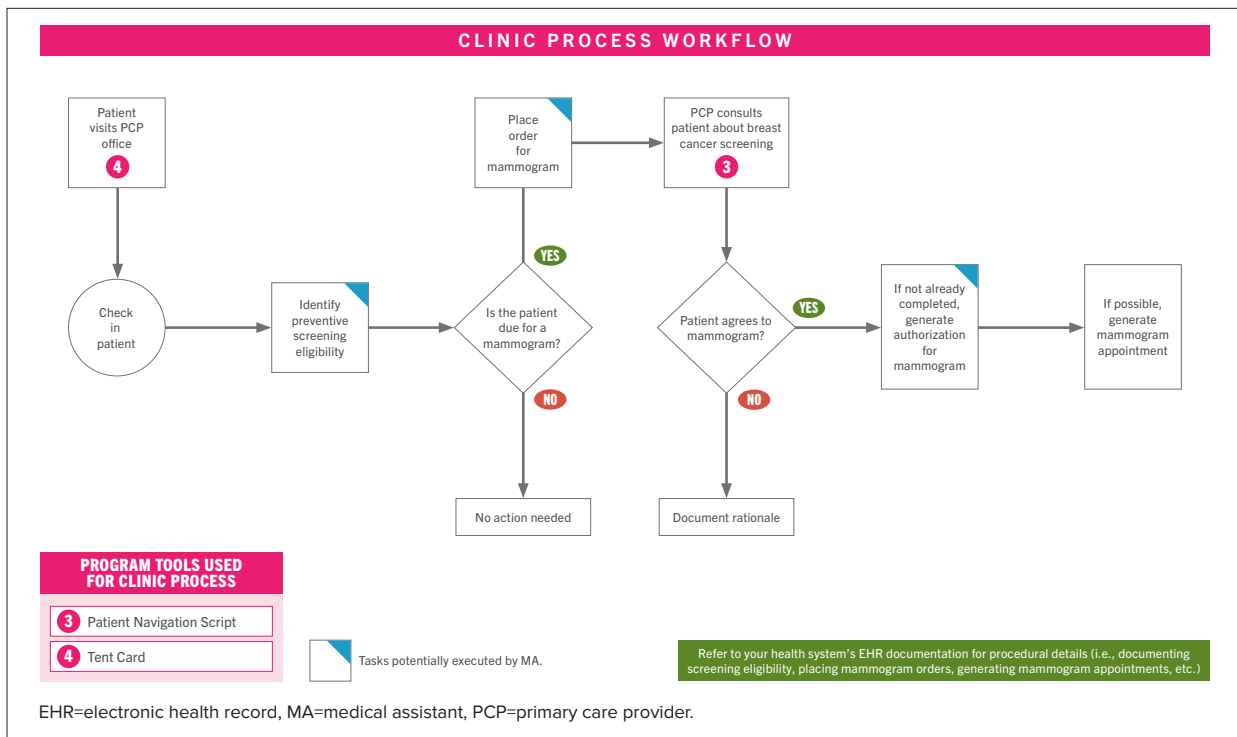 CLINIC PROCESS WORKFLOW
Patient
visits PCP
office
4
Place
order
for
mammogram
PCP consults
patient about breast
cancer screening
3
YES
Check
in
patient
Identify
preventive
screening
eligibility
Is the patient
due for a
mammogram?
Patient agrees to
mammogram?
YES
If not already
completed,
generate
authorization
for
mammogram
If possible,
generate
mammogram
appointment
NO
NO
No action needed
Document rationale
PROGRAM TOOLS USED
FOR CLINIC PROCESS
3 Patient Navigation Script
4 Tent Card
Tasks potentially executed by MA.
Refer to your health system's EHR documentation for procedural details (i.e., documenting
screening eligibility, placing mammogram orders, generating mammogram appointments, etc.)
EHR=electronic health record, MA=medical assistant, PCP=primary care provider.